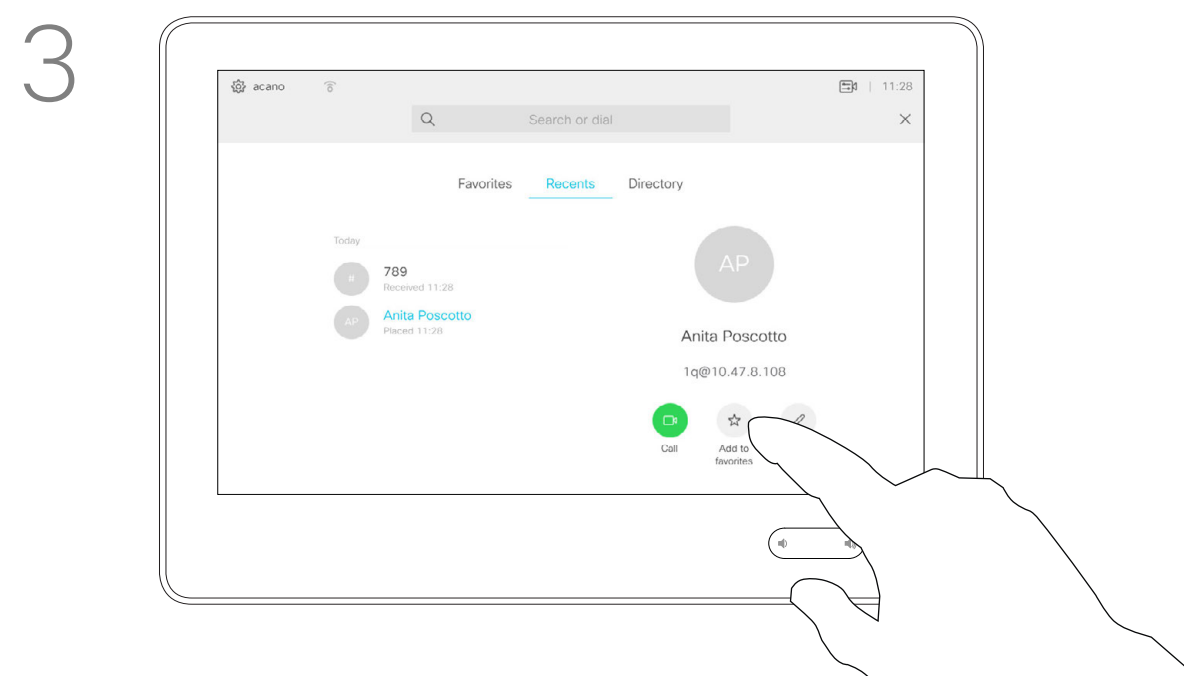 3
acano
11:28
Search or dial
Favorites Recents Directory
Today
#
789
Received 11:28
AP
Anita Poscotto
Placed 11:28
AP
Anita Poscotto
1q@10.47.8.108
Call
Add to
favorites